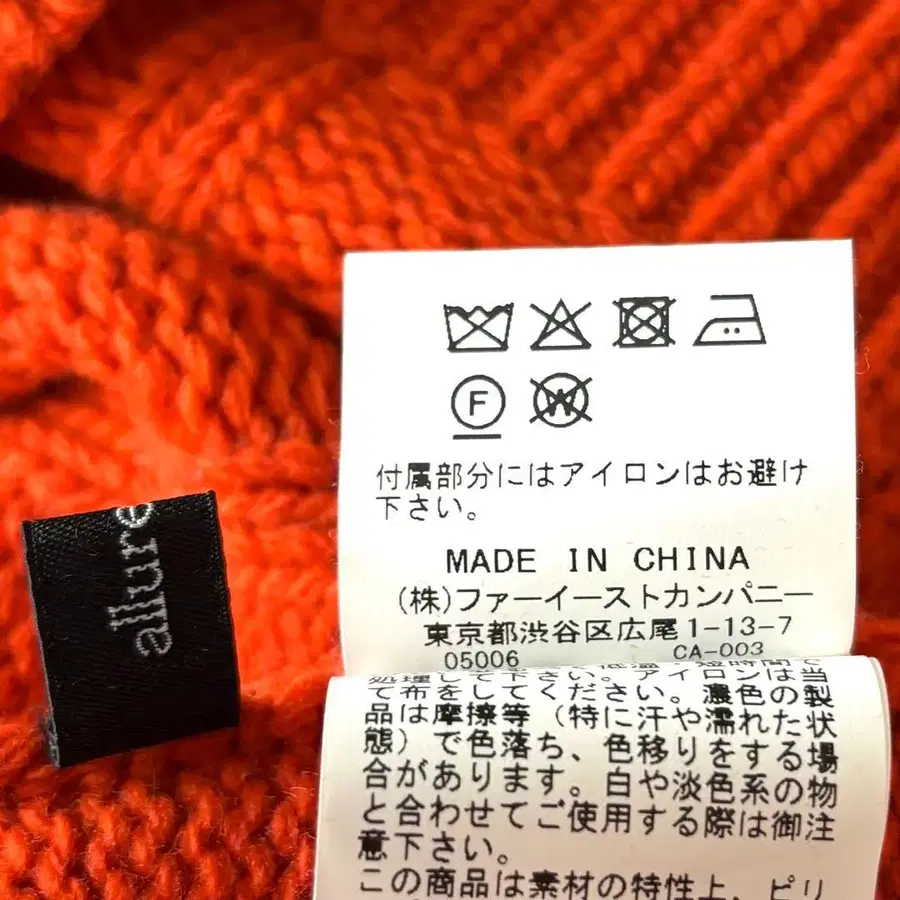 allure
F
W
付属部分にはアイロンはお避け
下さい。
MADE IN CHINA
(株)ファーイーストカンパニー
東京都渋谷区広尾1-13-7
05006 CA-003
処理して下さい。アイロンは当
て布をしてください。濃色の製
品は摩擦等（特に汗や濡れた状
態）で色落ち、色移りをする場
合があります。白や淡色系の物
と合わせてご使用する際は御注
意下さい。
この商品は素材の特性上、ピリ